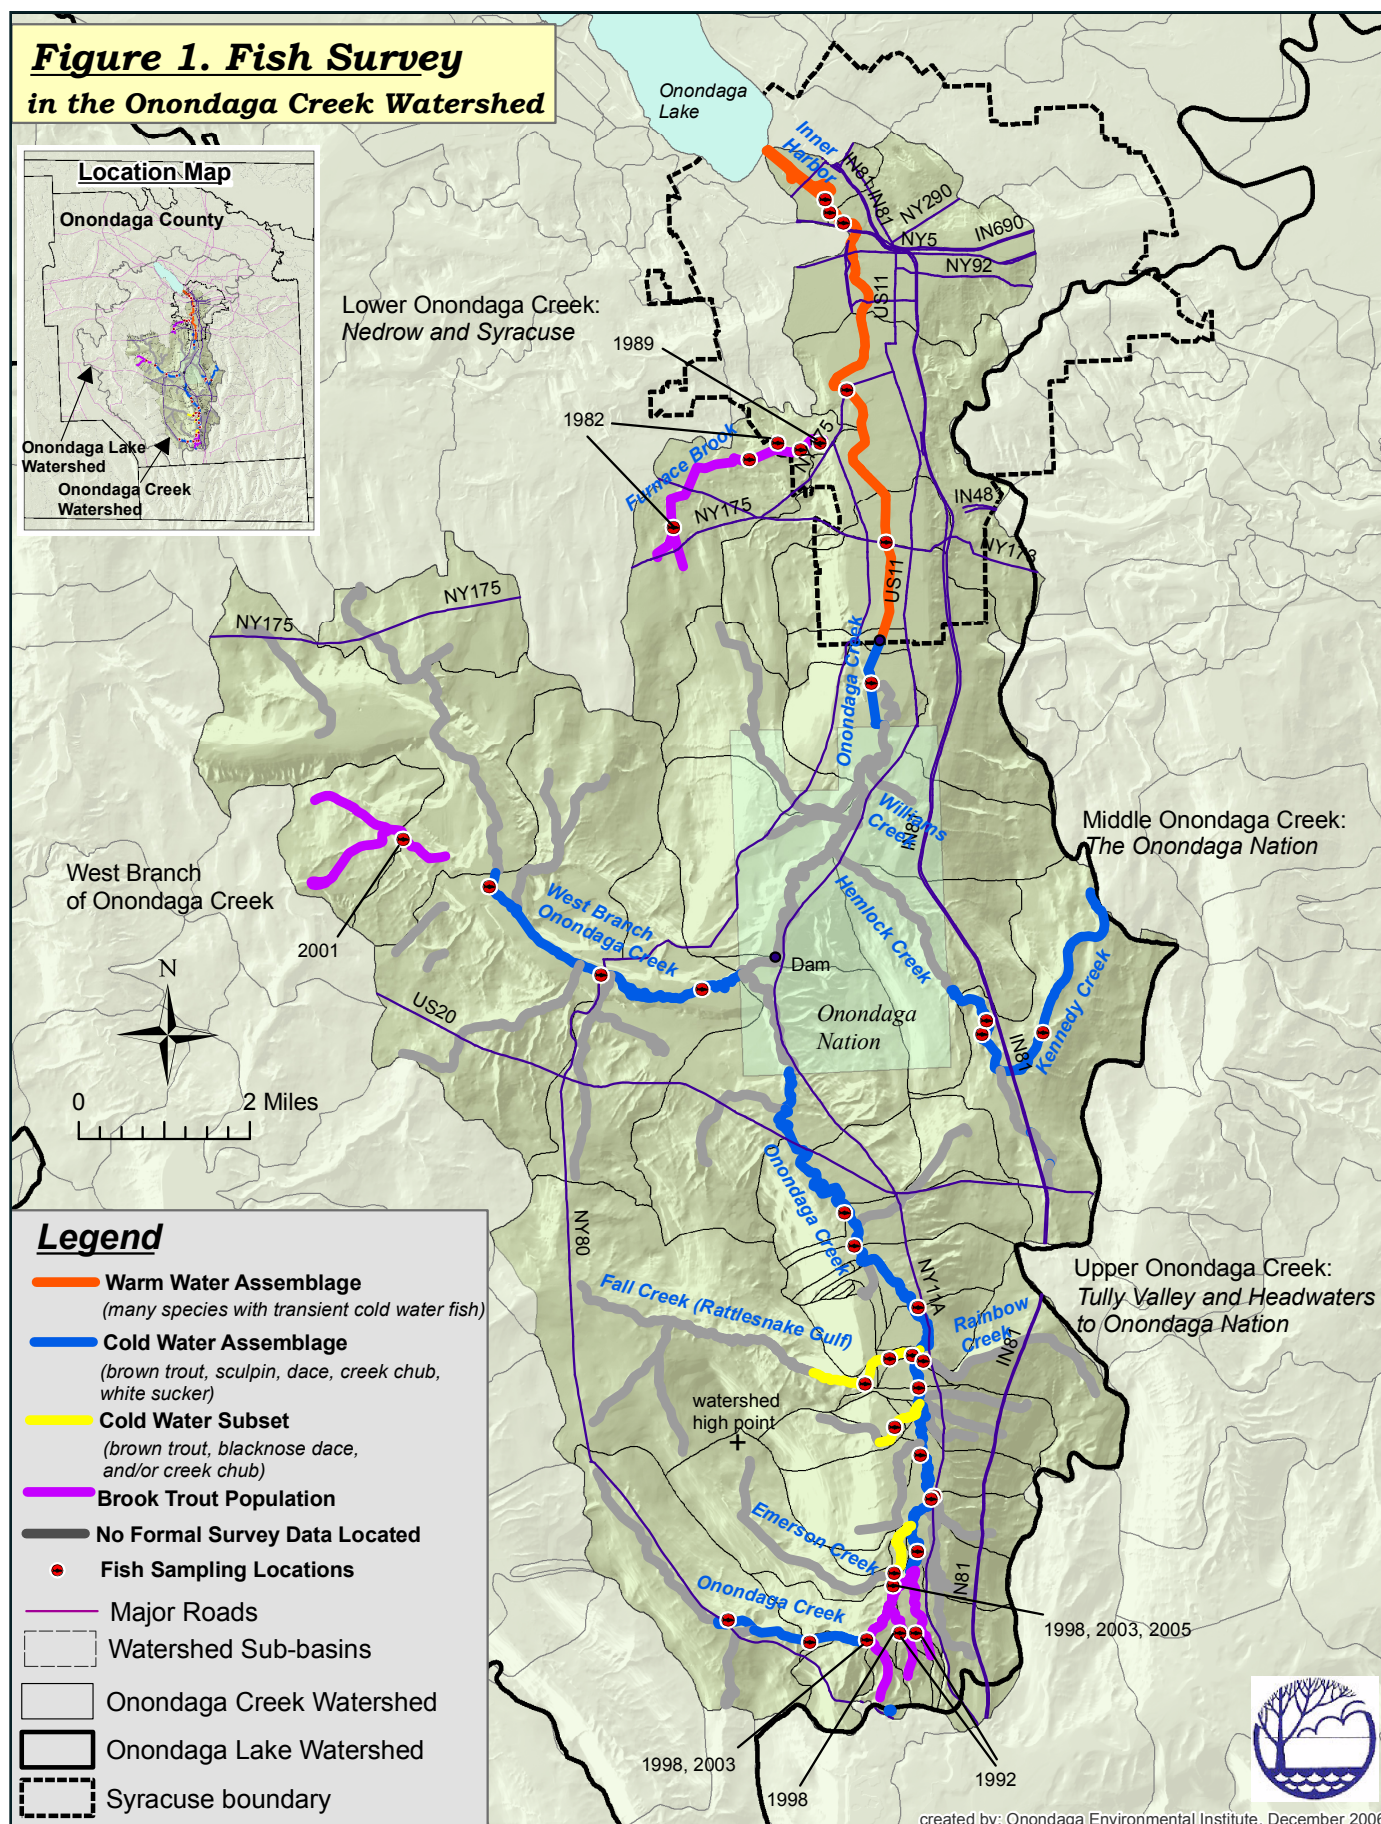 Figure 1. Fish Survey
in the Onondaga Creek Watershed
Onondaga
Lake
Inner
Harbor
IN81
IN81
NY290
IN690
NY5
NY92
US11
Location Map
Onondaga County
Onondaga Lake
Watershed
Onondaga Creek
Watershed
Lower Onondaga Creek:
Nedrow and Syracuse
1989
1982
Furnace Brook
NY175
NY175
IN481
NY173
US11
NY175
NY175
Onondaga Creek
Williams
Creek
IN81
Middle Onondaga Creek:
The Onondaga Nation
West Branch
of Onondaga Creek
2001
West Branch
Onondaga Creek
Hemlock Creek
Dam
Onondaga
Nation
Kennedy Creek
IN81
N
US20
0 2 Miles
Onondaga Creek
NY80
NY11A
Fall Creek (Rattlesnake Gulf)
Rainbow
Creek
IN81
Upper Onondaga Creek:
Tully Valley and Headwaters
to Onondaga Nation
watershed
high point
Emerson Creek
Onondaga Creek
IN81
1998, 2003, 2005
1998, 2003
1998
1992
Legend
Warm Water Assemblage
(many species with transient cold water fish)
Cold Water Assemblage
(brown trout, sculpin, dace, creek chub,
white sucker)
Cold Water Subset
(brown trout, blacknose dace,
and/or creek chub)
Brook Trout Population
No Formal Survey Data Located
Fish Sampling Locations
Major Roads
Watershed Sub-basins
Onondaga Creek Watershed
Onondaga Lake Watershed
Syracuse boundary
created by: Onondaga Environmental Institute, December 2006